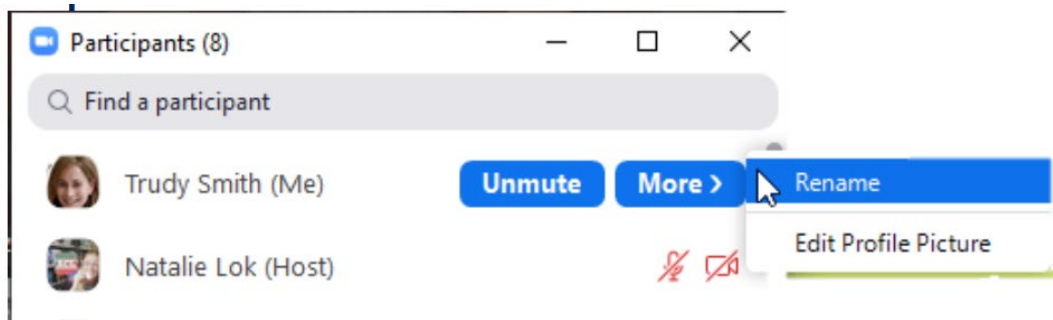 Participants (8)
Find a participant
Trudy Smith (Me)
Unmute
More >
Rename
Edit Profile Picture
Natalie Lok (Host)